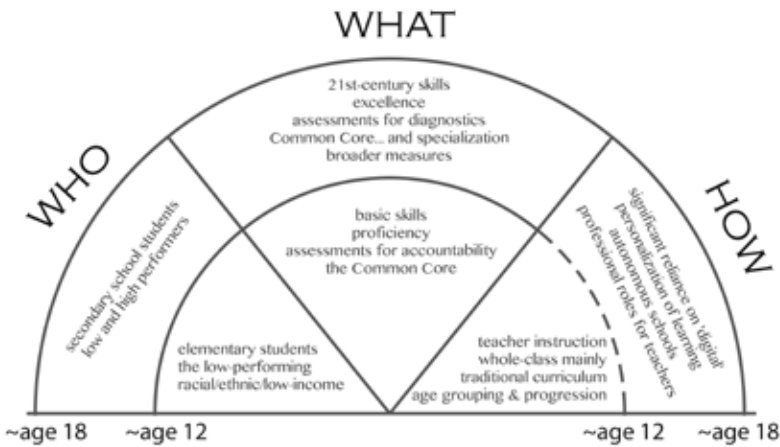 WHAT
21st-century skills
excellence
assessments for diagnostics
Common Core... and specialization
broader measures
WHO
secondary school students
low and high performers
basic skills
proficiency
assessments for accountability
the Common Core
HOW
significant reliance on 'digital'
personalization of learning
autonomous schools
professional roles for teachers
elementary students
the low-performing
racial/ethnic/low-income
teacher instruction
whole-class mainly
traditional curriculum
age grouping & progression
~age 18
~age 12
~age 12
~age 18